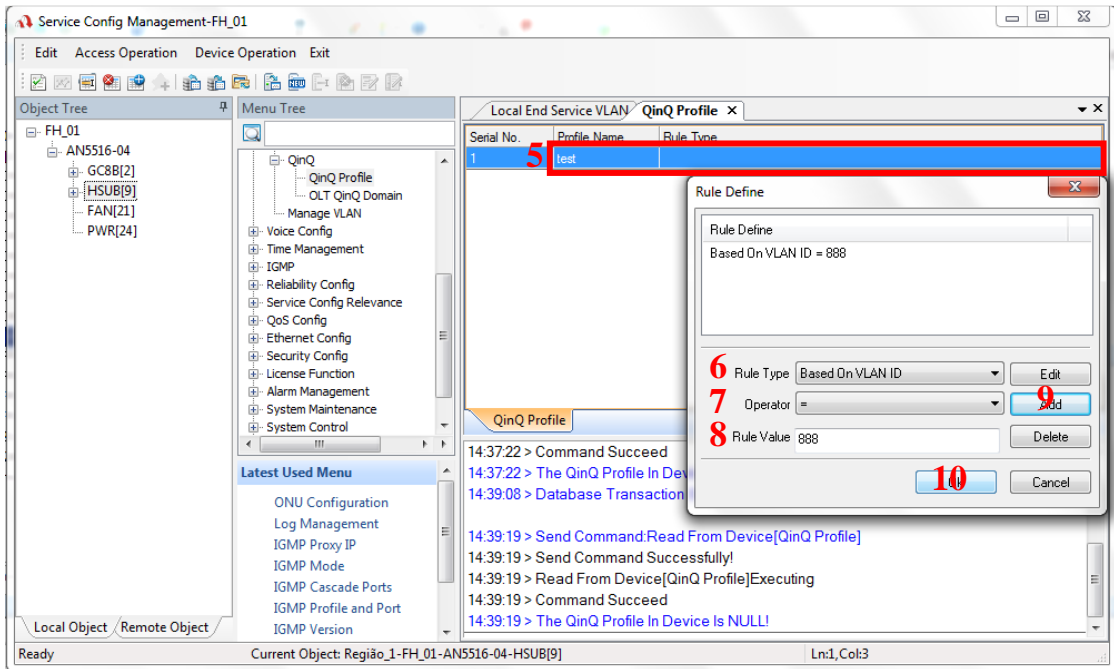 Service Config Management-FH_01
Edit Access Operation Device Operation Exit
Object Tree
FH_01
AN5516-04
GC8B[2]
HSUB[9]
FAN[21]
PWR[24]
Local Object Remote Object
Menu Tree
QinQ
QinQ Profile
OLT QinQ Domain
Manage VLAN
Voice Config
Time Management
IGMP
Reliability Config
Service Config Relevance
QoS Config
Ethernet Config
Security Config
License Function
Alarm Management
System Maintenance
System Control
Latest Used Menu
ONU Configuration
Log Management
IGMP Proxy IP
IGMP Mode
IGMP Cascade Ports
IGMP Profile and Port
IGMP Version
Local End Service VLAN QinQ Profile
Serial No. Profile Name Rule Type
1 5 test
QinQ Profile
Rule Define
Rule Define
Based On VLAN ID = 888
6 Rule Type Based On VLAN ID Edit
7 Operator = 9 Add
8 Rule Value 888 Delete
10 Cancel
14:37:22 > Command Succeed
14:37:22 > The QinQ Profile In Dev
14:39:08 > Database Transaction
14:39:19 > Send Command:Read From Device[QinQ Profile]
14:39:19 > Send Command Successfully!
14:39:19 > Read From Device[QinQ Profile]Executing
14:39:19 > Command Succeed
14:39:19 > The QinQ Profile In Device Is NULL!
Ready Current Object: Região_1-FH_01-AN5516-04-HSUB[9] Ln:1,Col:3